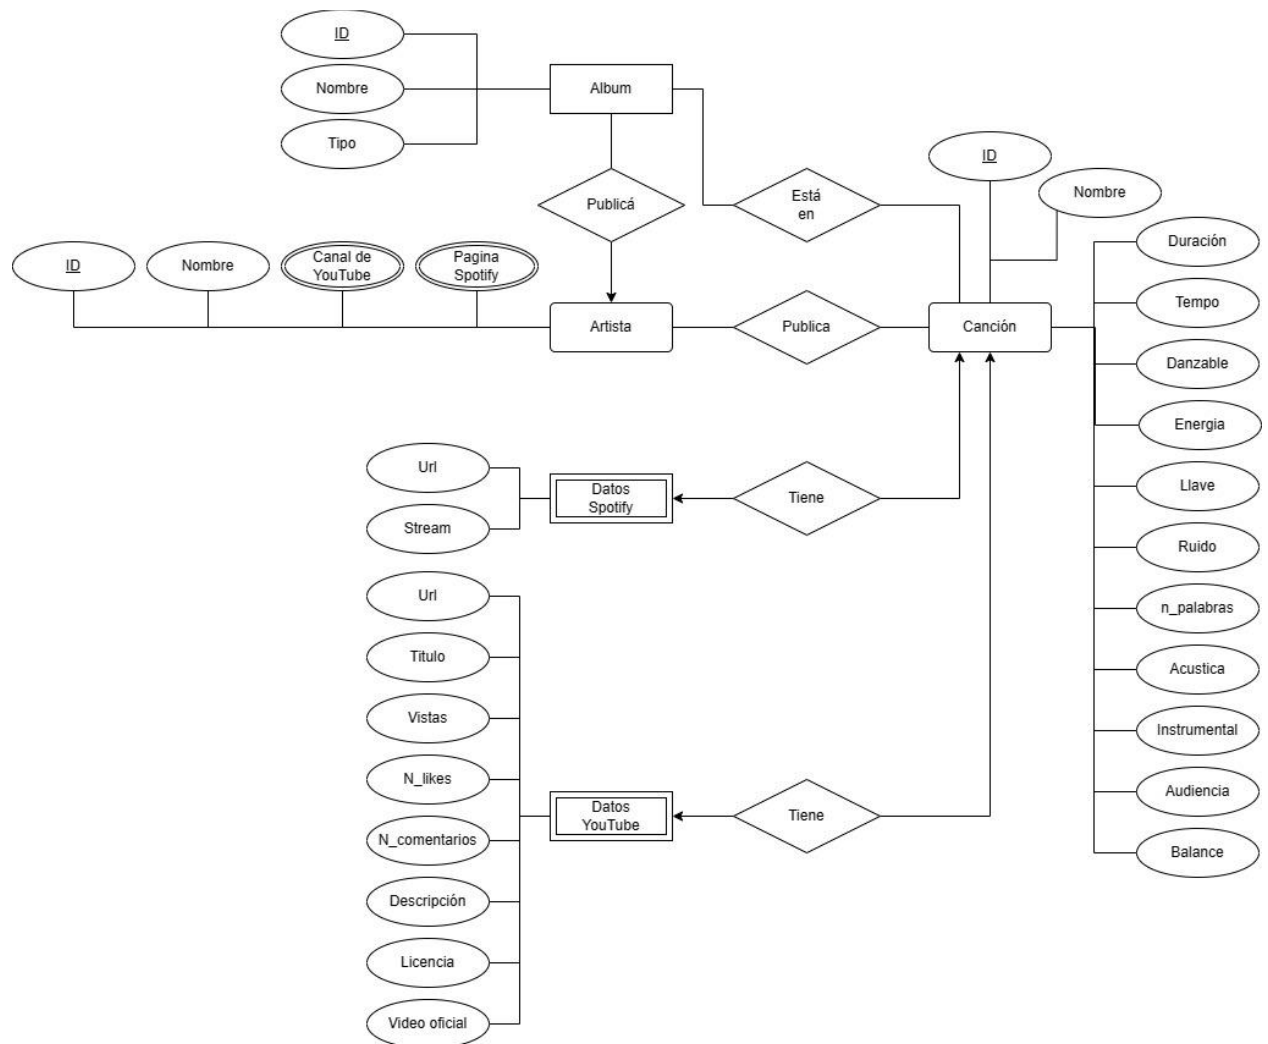 ID
Nombre
Tipo
Album
Publicá
Está
en
ID
Nombre
ID
Nombre
Canal de
YouTube
Pagina
Spotify
Artista
Publica
Canción
Duración
Tempo
Danzable
Energia
Llave
Ruido
n_palabras
Acustica
Instrumental
Audiencia
Balance
Url
Stream
Datos
Spotify
Tiene
Url
Titulo
Vistas
N_likes
N_comentarios
Descripción
Licencia
Video oficial
Datos
YouTube
Tiene